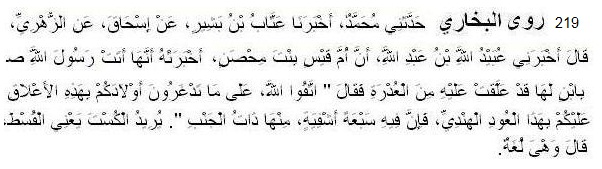 219 روى البخاري حَدَّثَنِي مُحَمَّدٌ، أَخْبَرَنَا عَتَّابُ بْنُ بَشِيرٍ، عَنْ إِسْحَاقَ، عَنِ الزُّهْرِيِّ،
قَالَ أَخْبَرَنِي عُبَيْدُ اللَّهِ بْنُ عَبْدِ اللَّهِ، أَنَّ أُمَّ قَيْسٍ بِنْتَ مِحْصَنٍ، أَخْبَرَتْهُ أَنَّهَا أَتَتْ رَسُولَ اللَّهِ صـ
بِابْنٍ لَهَا قَدْ عَلَّقَتْ عَلَيْهِ مِنَ الْعُذْرَةِ فَقَالَ " اتَّقُوا اللَّهَ، عَلَى مَا تَدْغَرُونَ أَوْلاَدَكُمْ بِهَذِهِ الأَعْلاَقِ
عَلَيْكُمْ بِهَذَا الْعُودِ الْهِنْدِيِّ، فَإِنَّ فِيهِ سَبْعَةَ أَشْفِيَةٍ، مِنْهَا ذَاتُ الْجَنْبِ ". يُرِيدُ الْكُسْتَ يَعْنِي الْقُسْطَ،
قَالَ وَهْىَ لُغَةٌ.